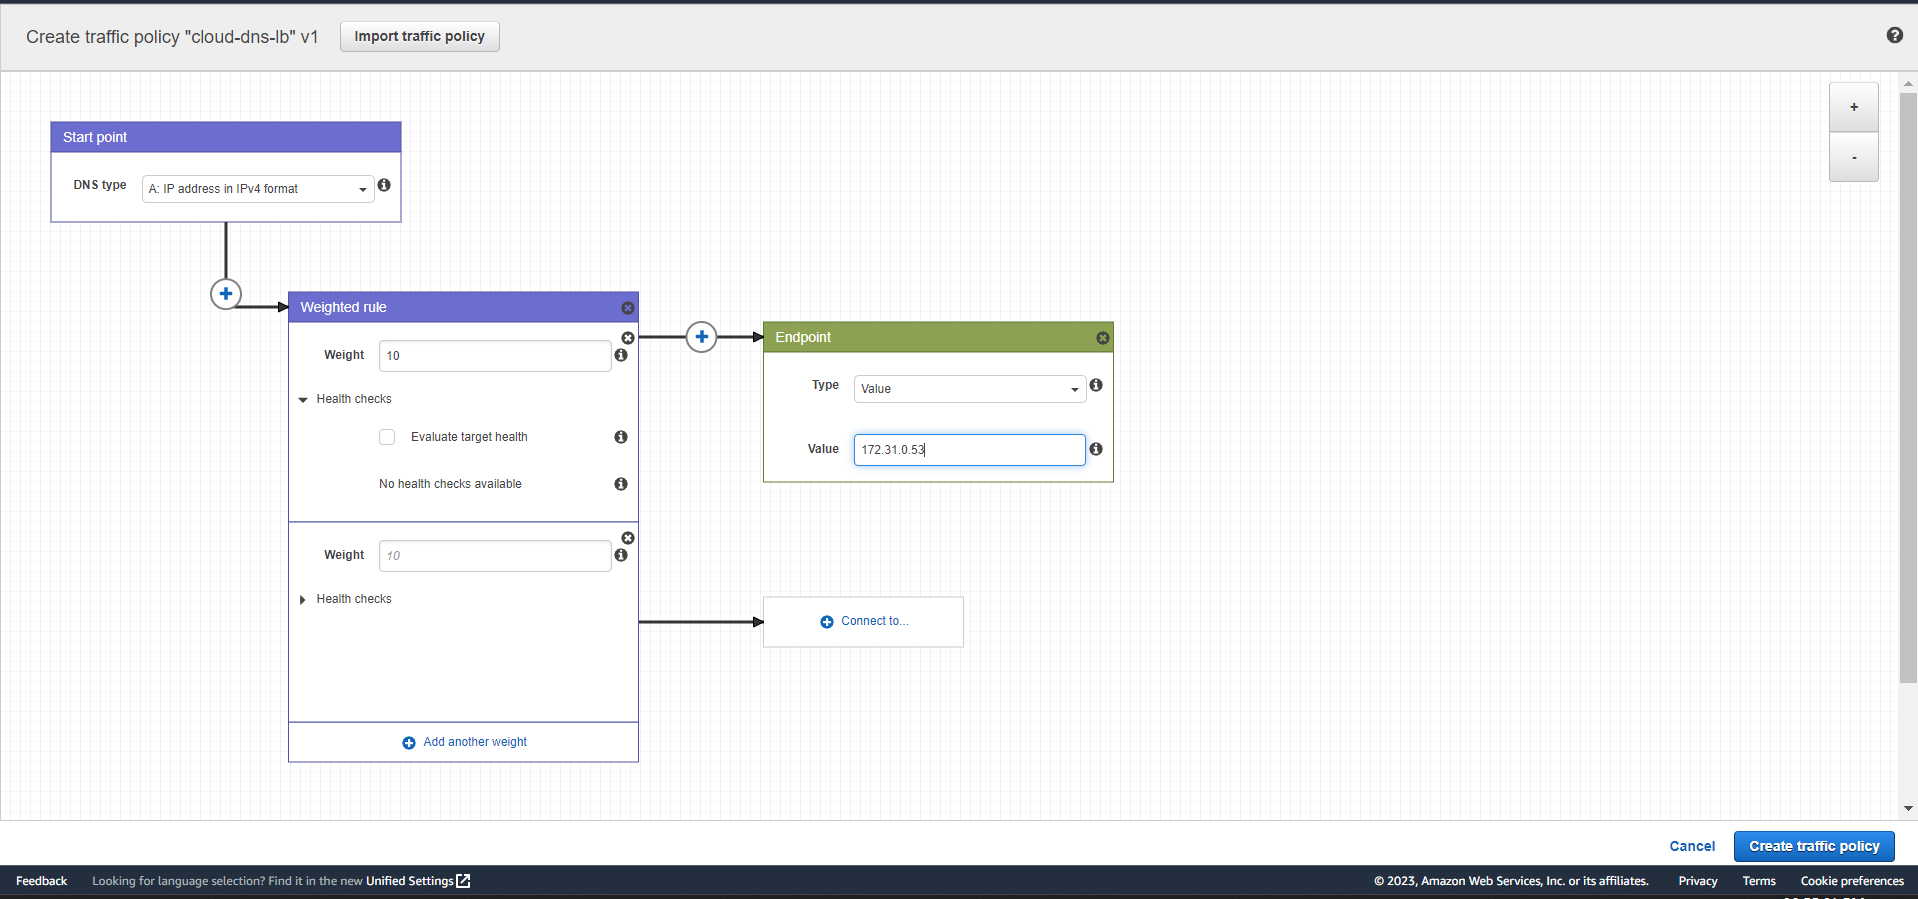 Create traffic policy "cloud-dns-lb" v1
Import traffic policy
+
-
Start point
DNS type
A: IP address in IPv4 format
Weighted rule
Weight
10
Health checks
Evaluate target health
No health checks available
Endpoint
Type
Value
Value
172.31.0.53
Weight
10
Health checks
Connect to...
Add another weight
Cancel
Create traffic policy
Feedback
Looking for language selection? Find it in the new Unified Settings
© 2023, Amazon Web Services, Inc. or its affiliates.
Privacy
Terms
Cookie preferences